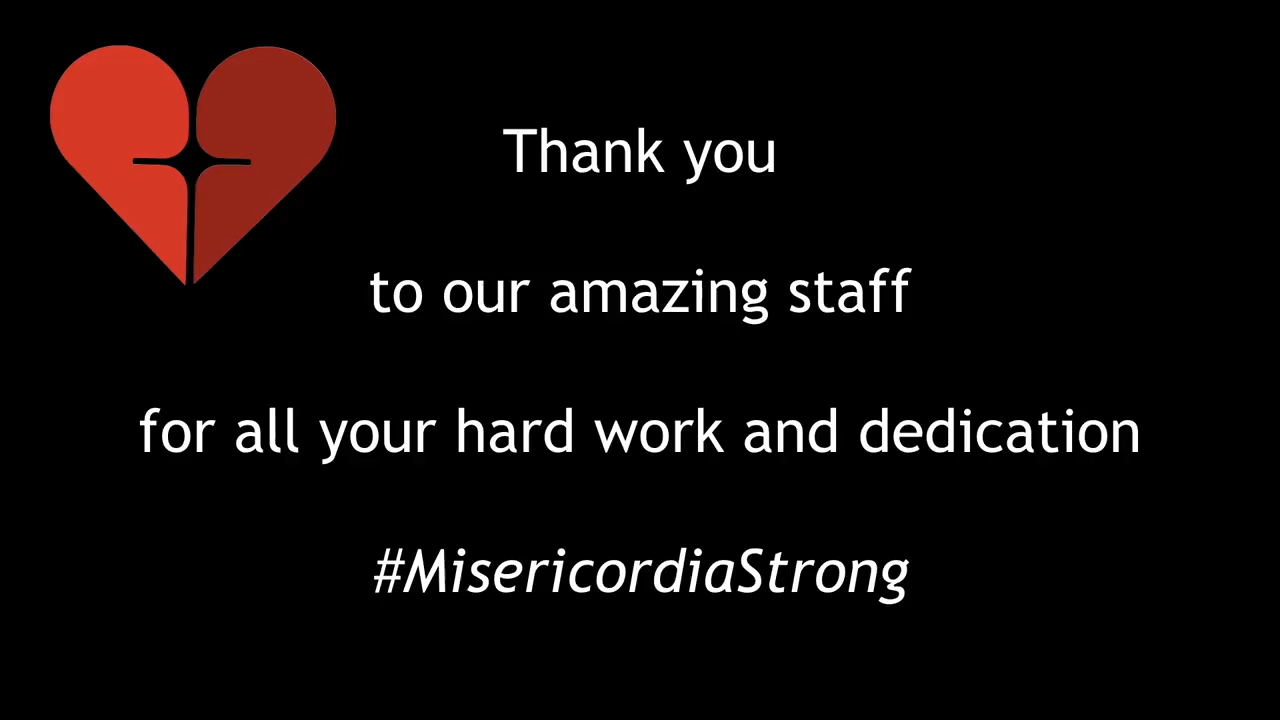 Thank you
to our amazing staff
for all your hard work and dedication
#MisericordiaStrong